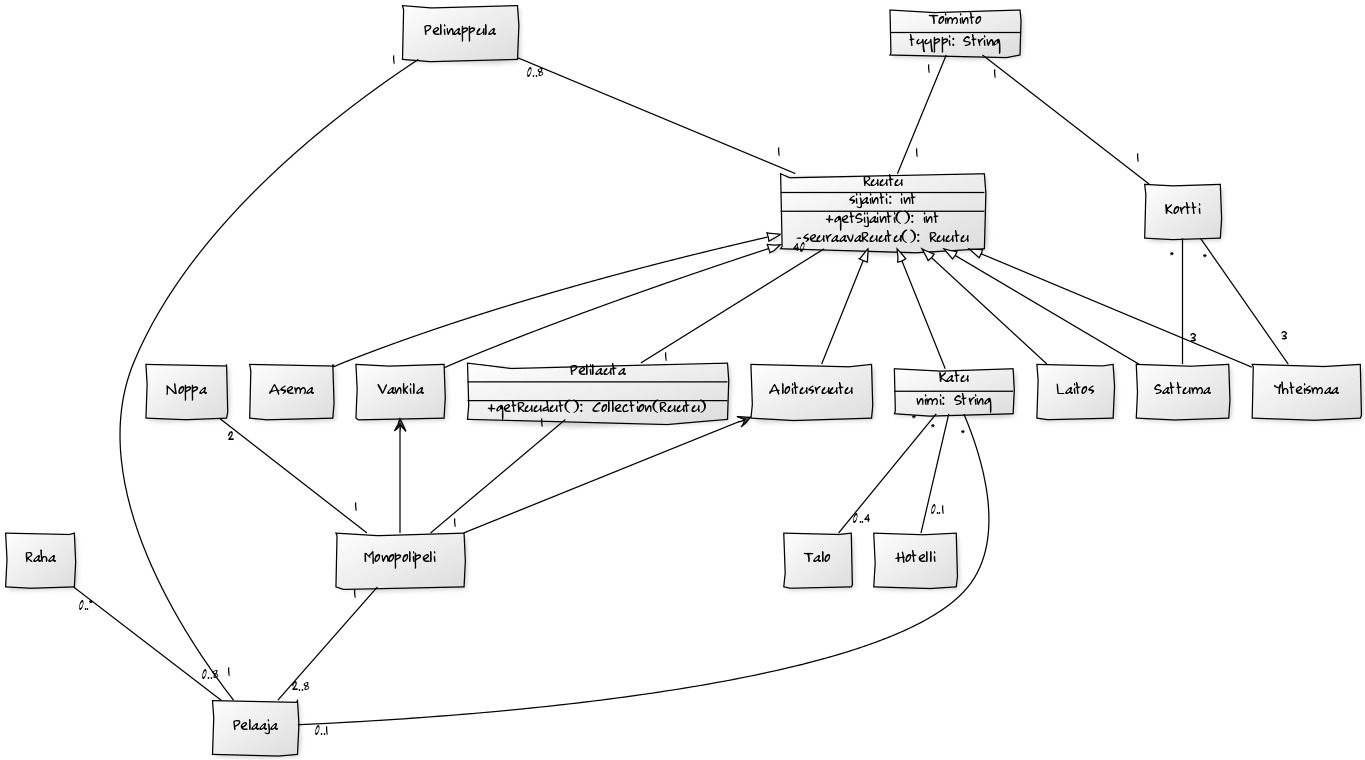 Pelinappula
Toiminto
tyyppi: String
1
0..8
1
1
1
1
1
Ruutu
sijainti: int
+getSijainti(): int
-seuraavaRuutu(): Ruutu
40
Kortti
*
*
3
3
1
Noppa
Asema
Vankila
Pelilauta
+getRuudut(): Collection(Ruutu)
Aloitusruutu
Katu
nimi: String
Laitos
Sattuma
Yhteismaa
2
1
*
*
*
1
1
0..4
0..1
Raha
Monopolipeli
Talo
Hotelli
0..*
1
0..8
1
2..8
Pelaaja
0..1